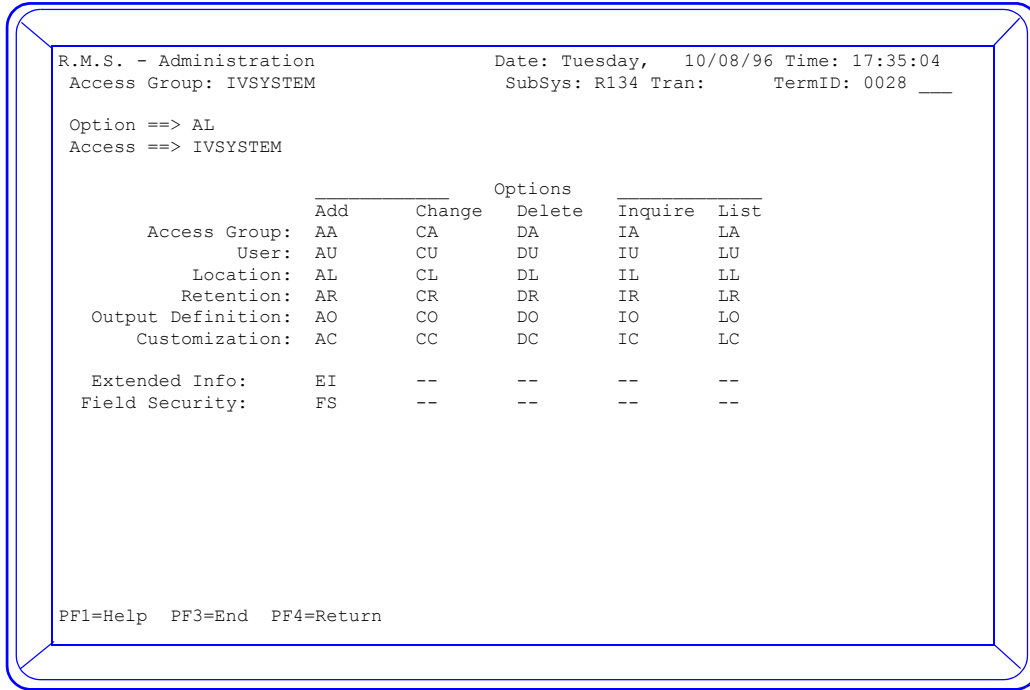 R.M.S. - Administration Date: Tuesday, 10/08/96 Time: 17:35:04
Access Group: IVSYSTEM SubSys: R134 Tran: TermID: 0028 ___
Option ==> AL
Access ==> IVSYSTEM
____________ Options _____________
Add Change Delete Inquire List
Access Group: AA CA DA IA LA
User: AU CU DU IU LU
Location: AL CL DL IL LL
Retention: AR CR DR IR LR
Output Definition: AO CO DO IO LO
Customization: AC CC DC IC LC
Extended Info: EI -- -- -- --
Field Security: FS -- -- -- --
PF1=Help PF3=End PF4=Return